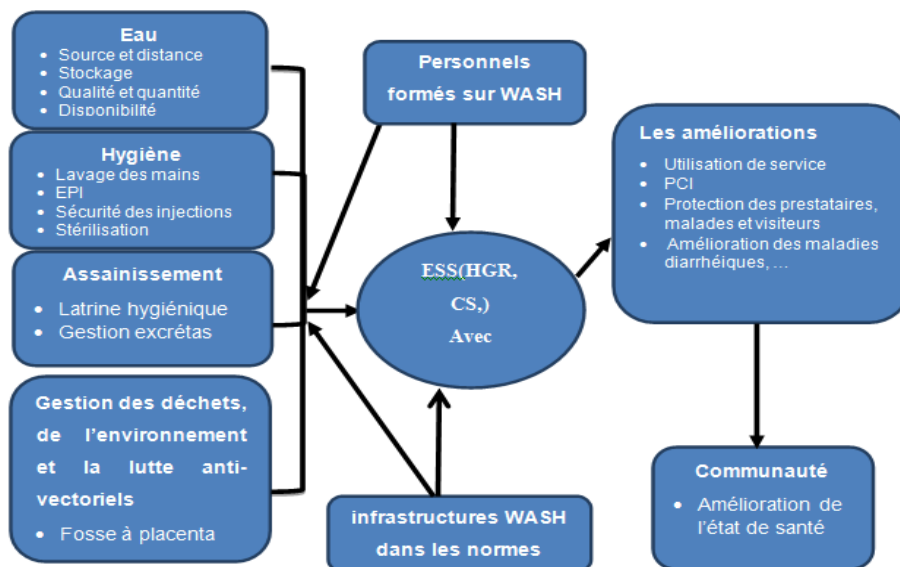 Eau
• Source et distance
• Stockage
• Qualité et quantité
• Disponibilité
Hygiène
• Lavage des mains
• EPI
• Sécurité des injections
• Stérilisation
Assainissement
• Latrine hygiénique
• Gestion excrétas
Gestion des déchets,
de l'environnement
et la lutte anti-
vectoriels
• Fosse à placenta
Personnels
formés sur WASH
ESS(HGR,
CS,)
Avec
infrastructures WASH
dans les normes
Les améliorations
• Utilisation de service
• PCI
• Protection des prestataires,
malades et visiteurs
• Amélioration des maladies
diarrhéiques, ...
Communauté
• Amélioration de
l'état de santé